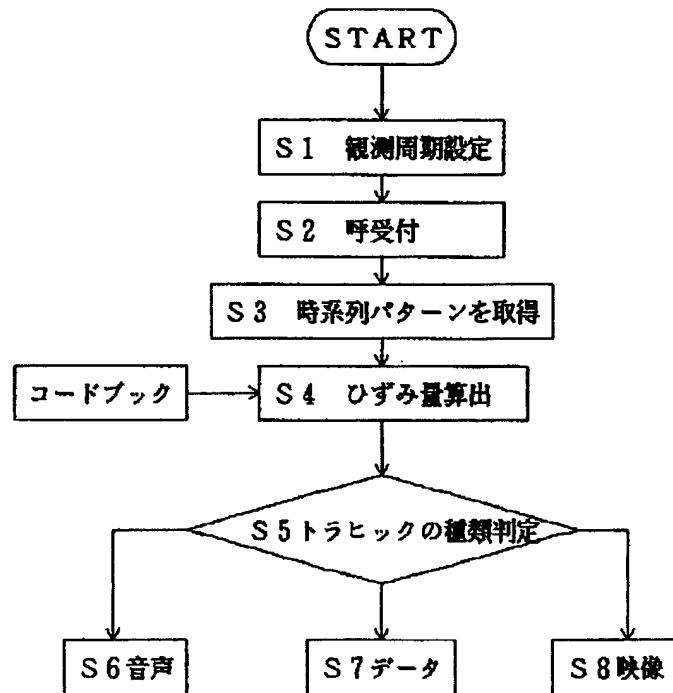 START
S1 観測周期設定
S2 呼受付
S3 時系列パターンを取得
コードブック
S4 ひずみ量算出
S5トラヒックの種類判定
S6音声
S7データ
S8映像